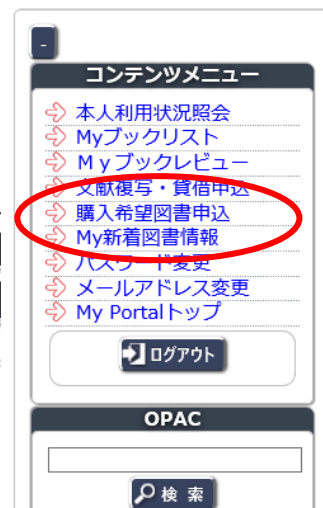 -
コンテンツメニュー
本人利用状況照会
Myブックリスト
Ｍｙブックレビュー
文献複写・貸借申込
購入希望図書申込
My新着図書情報
パスワード変更
メールアドレス変更
My Portalトップ
ログアウト
OPAC
検 索